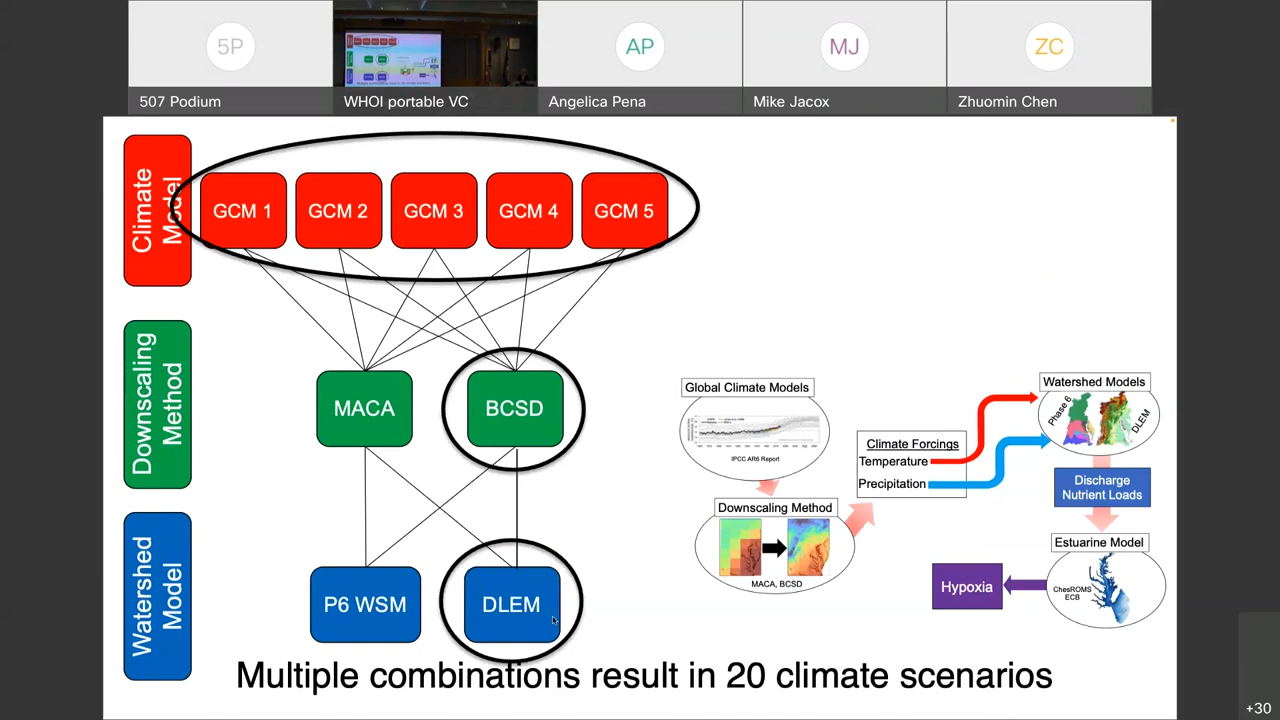 5P
AP
MJ
ZC
507 Podium
WHOI portable VC
Angelica Pena
Mike Jacox
Zhuomin Chen
Climate
Model
GCM 1
GCM 2
GCM 3
GCM 4
GCM 5
Downscaling
Method
MACA
BCSD
Watershed
Model
P6 WSM
DLEM
Global Climate Models
IPCC AR6 Report
Downscaling Method
MACA, BCSD
Climate Forcings
Temperature
Precipitation
Watershed Models
Phase 6
DLEM
Discharge
Nutrient Loads
Estuarine Model
ChesROMS
ECB
Hypoxia
Multiple combinations result in 20 climate scenarios
+30